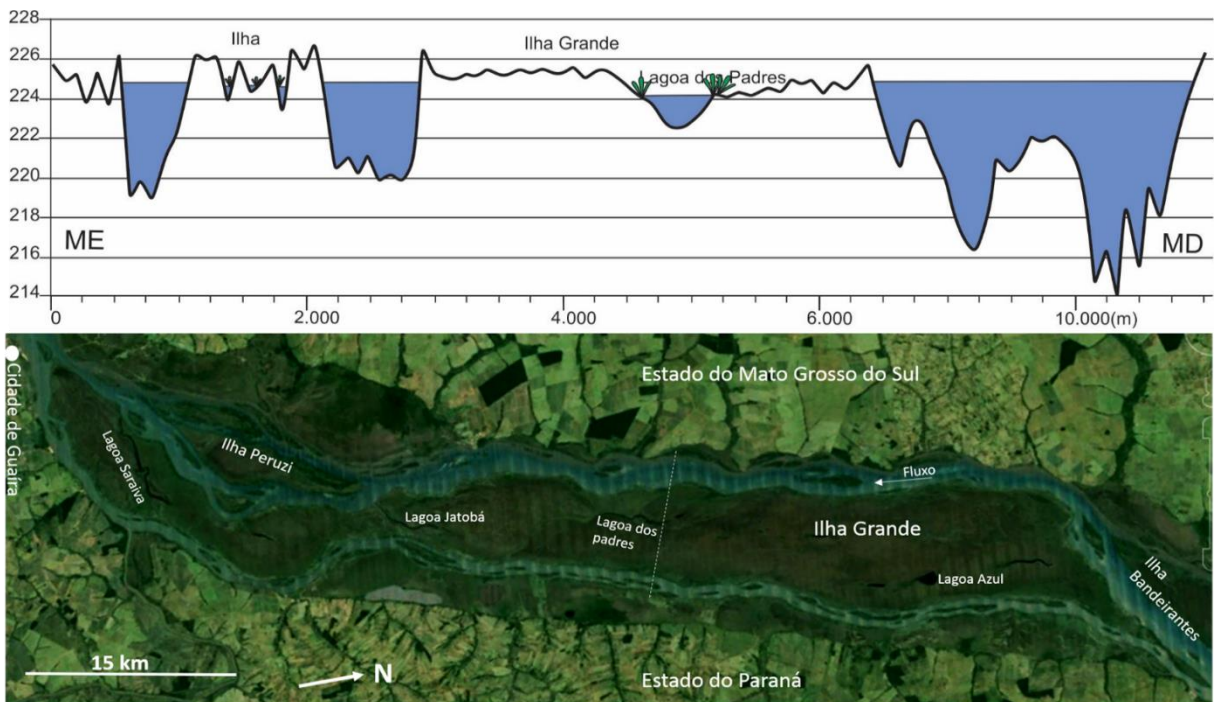 228
226
224
222
220
218
216
214
Ilha
Ilha Grande
Lagoa dos Padres
ME
MD
0
2.000
4.000
6.000
8.000
10.000(m)
Cidade de Guaíra
Estado do Mato Grosso do Sul
Lagoa Saraiva
Ilha Peruzi
Fluxo
Lagoa Jatobá
Lagoa dos
padres
Ilha Grande
Lagoa Azul
Ilha
Bandeirantes
15 km
N
Estado do Paraná